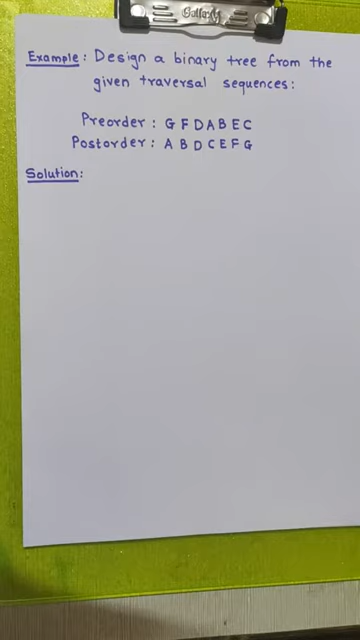 Example: Design a binary tree from the
given traversal sequences:
Preorder: G F D A B E C
Postorder: A B D C E F G
Solution: